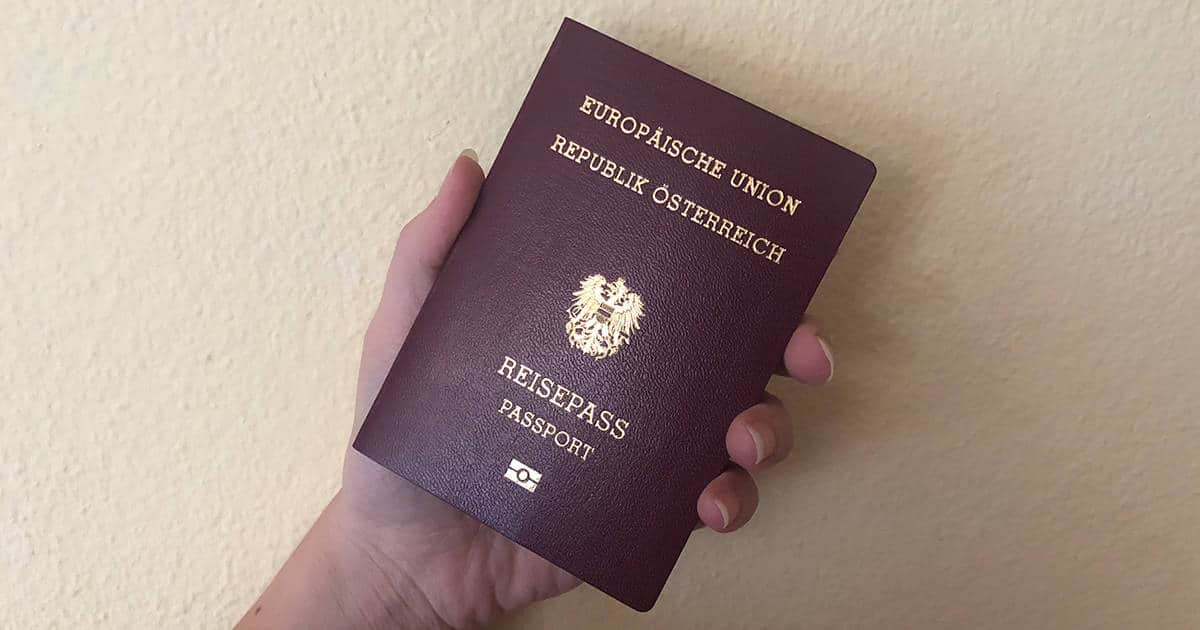 EUROPÄISCHE UNION
REPUBLIK ÖSTERREICH
REISEPASS
PASSPORT